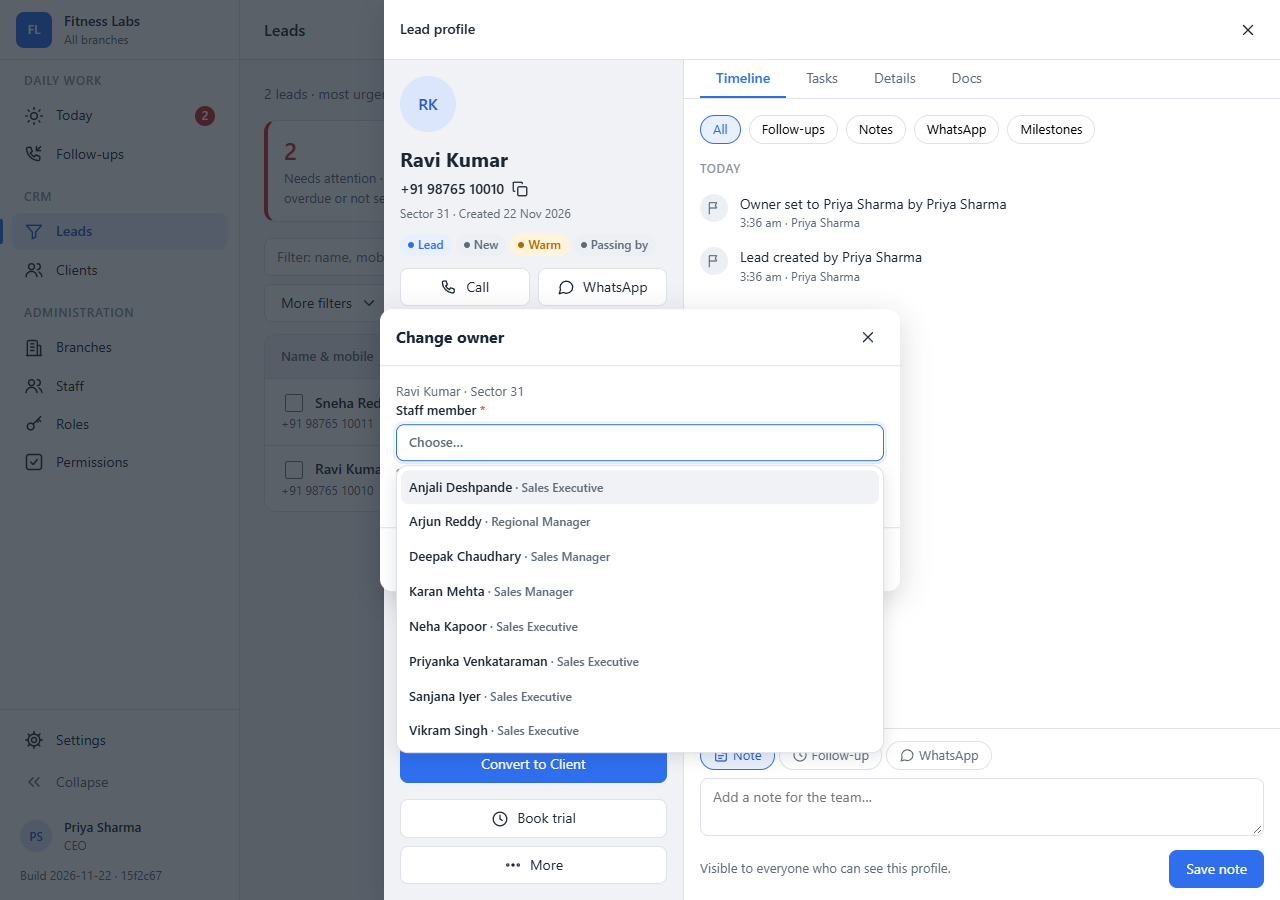 FL
Fitness Labs
All branches
DAILY WORK
Today
2
Follow-ups
CRM
Leads
Clients
ADMINISTRATION
Branches
Staff
Roles
Permissions
Settings
Collapse
PS
Priya Sharma
CEO
Build 2026-11-22 · 15f2c67
Leads
2 leads · most
2
Needs attention ·
overdue or not
Filter: name,
More filters
Name & mobile
Sneha
+91 98765 10011
Ravi
+91 98765 10010
Lead profile
RK
Ravi Kumar
+91 98765 10010
Sector 31 · Created 22 Nov 2026
Lead
New
Warm
Passing by
Call
WhatsApp
Change owner
Ravi Kumar · Sector 31
Staff member *
Choose...
Anjali Deshpande · Sales Executive
Arjun Reddy · Regional Manager
Deepak Chaudhary · Sales Manager
Karan Mehta · Sales Manager
Neha Kapoor · Sales Executive
Priyanka Venkataraman · Sales Executive
Sanjana Iyer · Sales Executive
Vikram Singh · Sales Executive
Convert to Client
Book trial
More
Timeline
Tasks
Details
Docs
All
Follow-ups
Notes
WhatsApp
Milestones
TODAY
Owner set to Priya Sharma by Priya Sharma
3:36 am · Priya Sharma
Lead created by Priya Sharma
3:36 am · Priya Sharma
Note
Follow-up
WhatsApp
Add a note for the team...
Visible to everyone who can see this profile.
Save note